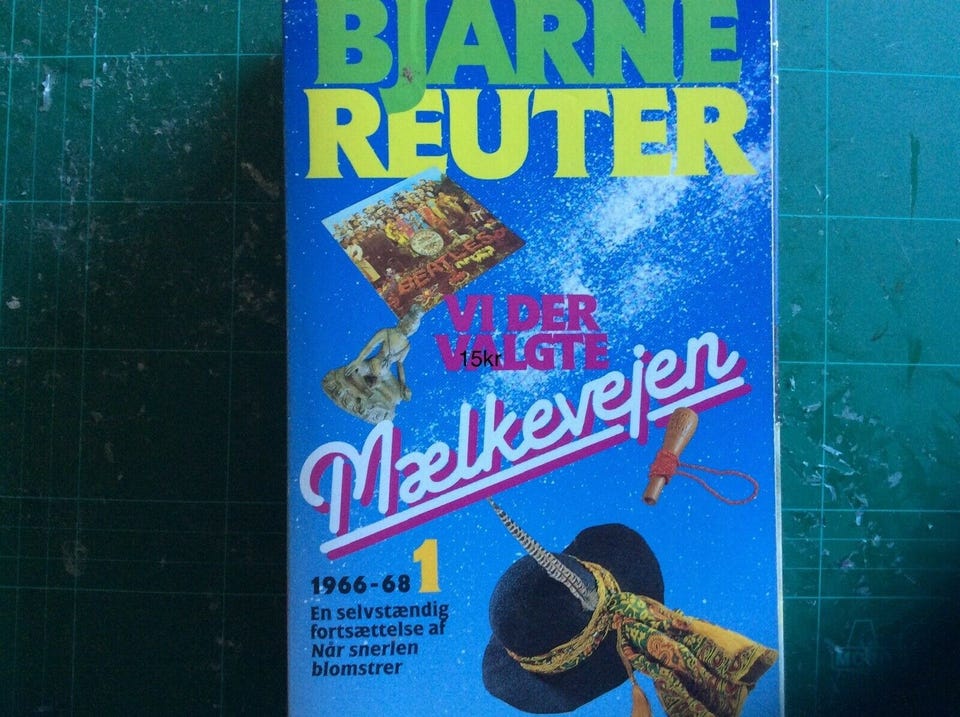 BJARNE
REUTER
BEATLES
VI DER
VALGTE
15kr
Mælkevejen
1966-68 1
En selvstændig
fortsættelse af
Når snerlen
blomstrer